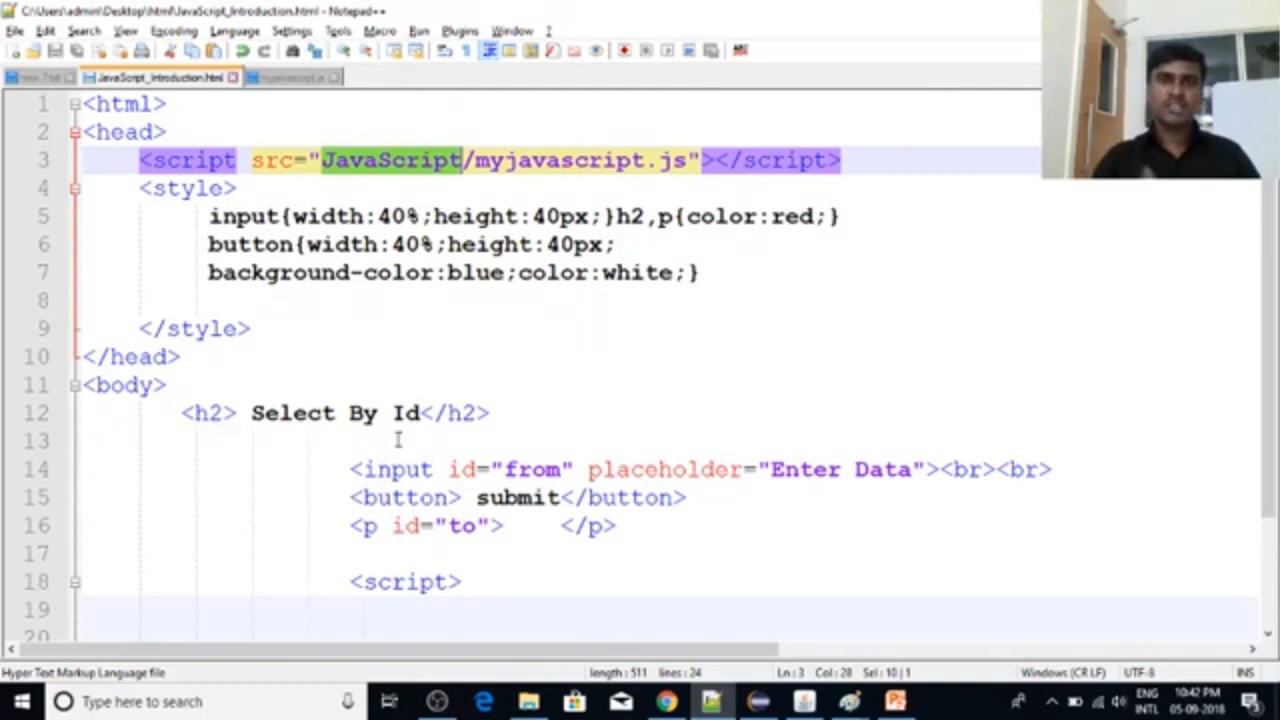 C:\Users\admin\Desktop\html\JavaScript_Introduction.html - Notepad++
File Edit Search View Encoding Language Settings Tools Macro Run Plugins Window ?
JavaScript_Introduction.html myjavascript.js
1 <html>
2 <head>
3 <script src="JavaScript/myjavascript.js"></script>
4 <style>
5 input{width:40%;height:40px;}h2,p{color:red;}
6 button{width:40%;height:40px;
7 background-color:blue;color:white;}
8
9 </style>
10 </head>
11 <body>
12 <h2> Select By Id</h2>
13
14 <input id="from" placeholder="Enter Data"><br><br>
15 <button> submit</button>
16 <p id="to"> </p>
17
18 <script>
19
20
Hyper Text Markup Language file length : 511 lines : 24 Ln : 3 Col : 28 Sel : 10 | 1 Windows (CR LF) UTF-8 INS
Type here to search
ENG 10:42 PM
INTL 05-09-2018